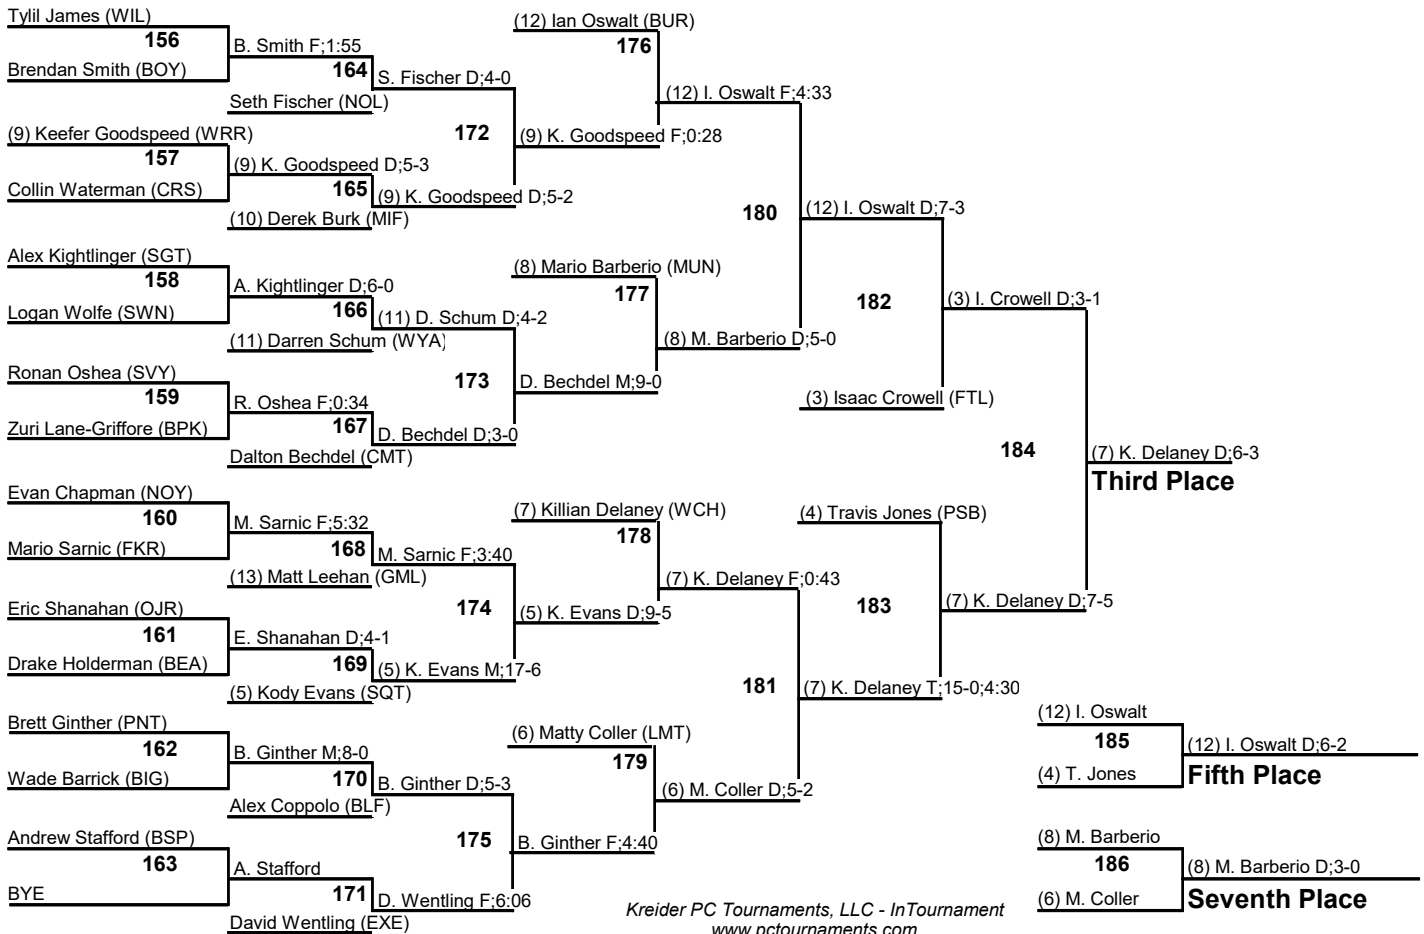 Tylil James (WIL)
156
Brendan Smith (BOY)
B. Smith F;1:55
164
Seth Fischer (NOL)
S. Fischer D;4-0
(9) Keefer Goodspeed (WRR)
157
Collin Waterman (CRS)
(9) K. Goodspeed D;5-3
165
(10) Derek Burk (MIF)
(9) K. Goodspeed D;5-2
172
(9) K. Goodspeed F;0:28
(12) Ian Oswalt (BUR)
176
(12) I. Oswalt F;4:33
Alex Kightlinger (SGT)
158
Logan Wolfe (SWN)
A. Kightlinger D;6-0
166
(11) Darren Schum (WYA)
(11) D. Schum D;4-2
Ronan Oshea (SVY)
159
Zuri Lane-Griffore (BPK)
R. Oshea F;0:34
167
Dalton Bechdel (CMT)
D. Bechdel D;3-0
173
D. Bechdel M;9-0
(8) Mario Barberio (MUN)
177
(8) M. Barberio D;5-0
180
(12) I. Oswalt D;7-3
182
(3) Isaac Crowell (FTL)
(3) I. Crowell D;3-1
Evan Chapman (NOY)
160
Mario Sarnic (FKR)
M. Sarnic F;5:32
168
(13) Matt Leehan (GML)
M. Sarnic F;3:40
Eric Shanahan (OJR)
161
Drake Holderman (BEA)
E. Shanahan D;4-1
169
(5) Kody Evans (SQT)
(5) K. Evans M;17-6
174
(5) K. Evans D;9-5
(7) Killian Delaney (WCH)
178
(7) K. Delaney F;0:43
Brett Ginther (PNT)
162
Wade Barrick (BIG)
B. Ginther M;8-0
170
Alex Coppolo (BLF)
B. Ginther D;5-3
Andrew Stafford (BSP)
163
BYE
A. Stafford
171
David Wentling (EXE)
D. Wentling F;6:06
175
B. Ginther F;4:40
(6) Matty Coller (LMT)
179
(6) M. Coller D;5-2
181
(7) K. Delaney T;15-0;4:30
(4) Travis Jones (PSB)
183
(7) K. Delaney D;7-5
184
(7) K. Delaney D;6-3
Third Place
(12) I. Oswalt
185
(4) T. Jones
(12) I. Oswalt D;6-2
Fifth Place
(8) M. Barberio
186
(6) M. Coller
(8) M. Barberio D;3-0
Seventh Place
Kreider PC Tournaments, LLC - InTournament
www.pctournaments.com